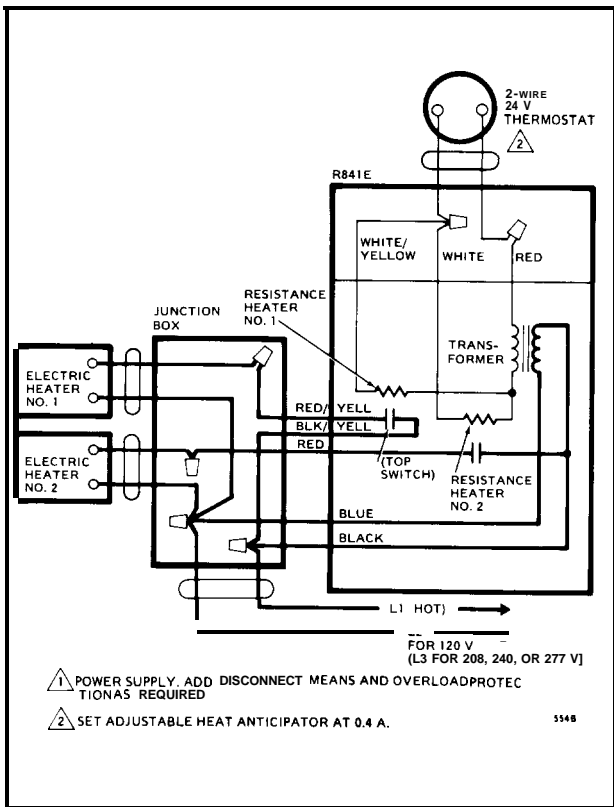 2-WIRE
24 V
THERMOSTAT
2
R841E
WHITE/
YELLOW
WHITE
RED
RESISTANCE
HEATER
NO. 1
JUNCTION
BOX
TRANS-
FORMER
ELECTRIC
HEATER
NO. 1
RED/ YELL
BLK/ YELL
RED
(TOP
SWITCH)
ELECTRIC
HEATER
NO. 2
RESISTANCE
HEATER
NO. 2
BLUE
BLACK
L1 HOT)
FOR 120 V
(L3 FOR 208, 240, OR 277 V]
1 POWER SUPPLY. ADD DISCONNECT MEANS AND OVERLOADPROTEC
TIONAS REQUIRED
2 SET ADJUSTABLE HEAT ANTICIPATOR AT 0.4 A.